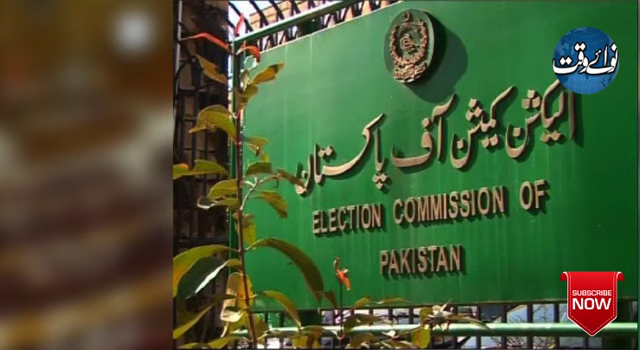 نوائے وقت
الیکشن کمیشن آف پاکستان
ELECTION COMMISSION OF
PAKISTAN
SUBSCRIBE
NOW